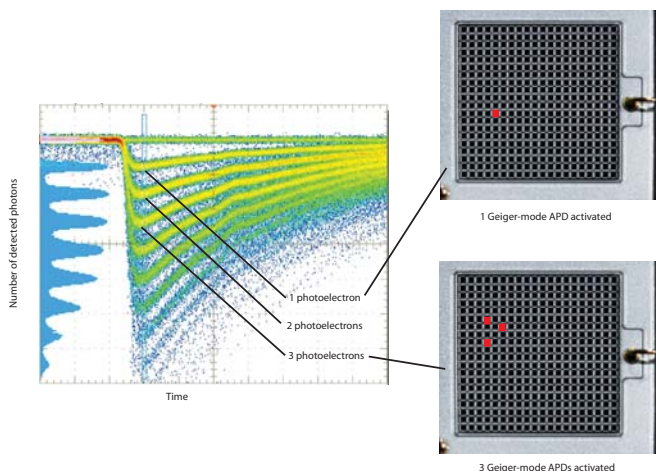 Number of detected photons
1 photoelectron
2 photoelectrons
3 photoelectrons
Time
1 Geiger-mode APD activated
3 Geiger-mode APDs activated